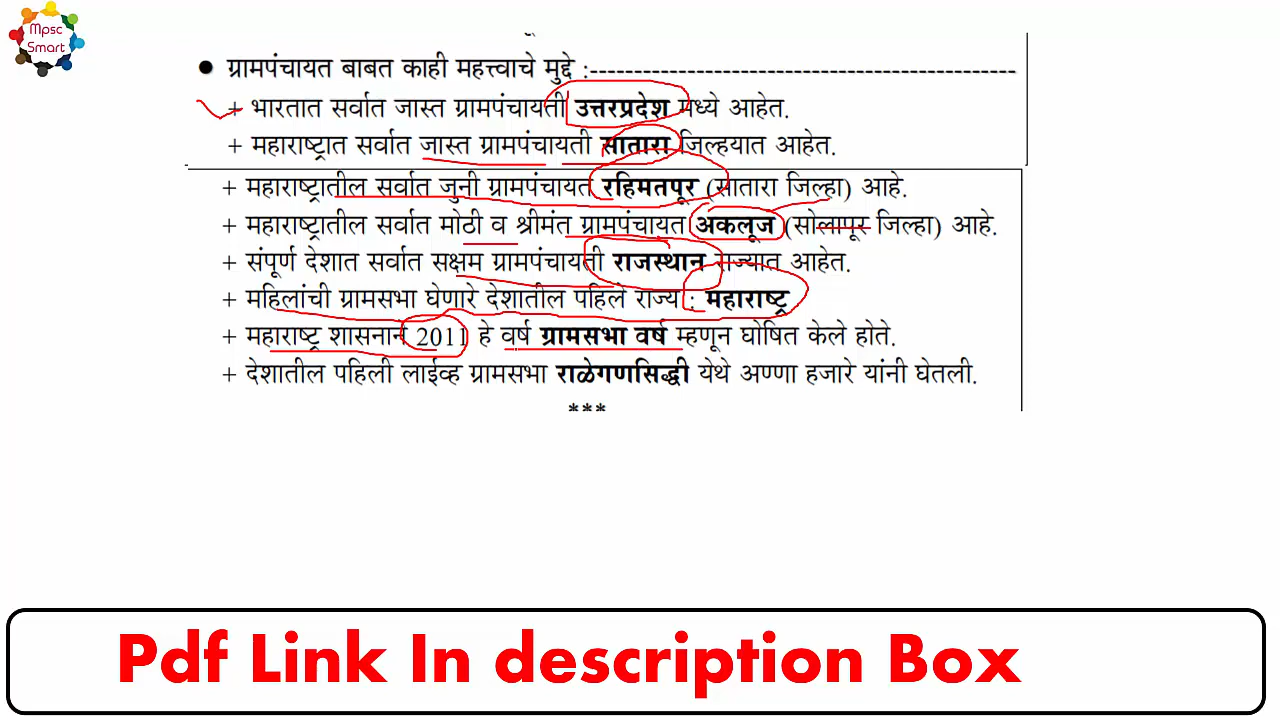 Mpsc
Smart
● ग्रामपंचायत बाबत काही महत्त्वाचे मुद्दे :---------------------------------------------
+ भारतात सर्वात जास्त ग्रामपंचायती उत्तरप्रदेश मध्ये आहेत.
+ महाराष्ट्रात सर्वात जास्त ग्रामपंचायती सातारा जिल्हयात आहेत.
+ महाराष्ट्रातील सर्वात जुनी ग्रामपंचायत रहिमतपूर (सातारा जिल्हा) आहे.
+ महाराष्ट्रातील सर्वात मोठी व श्रीमंत ग्रामपंचायत अकलूज (सोलापूर जिल्हा) आहे.
+ संपूर्ण देशात सर्वात सक्षम ग्रामपंचायती राजस्थान राज्यात आहेत.
+ महिलांची ग्रामसभा घेणारे देशातील पहिले राज्य : महाराष्ट्र
+ महाराष्ट्र शासनान 2011 हे वर्ष ग्रामसभा वर्ष म्हणून घोषित केले होते.
+ देशातील पहिली लाईव्ह ग्रामसभा राळेगणसिद्धी येथे अण्णा हजारे यांनी घेतली.
***
Pdf Link In description Box